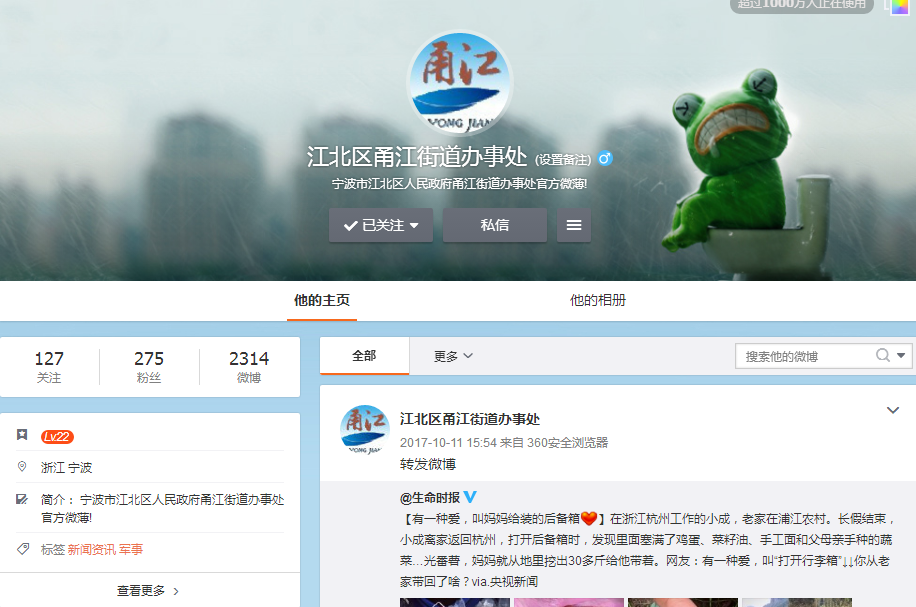 超过1000万人正在使用
甬江
YONG JIANG
江北区甬江街道办事处 (设置备注)
宁波市江北区人民政府甬江街道办事处官方微薄!
已关注
私信
他的主页
他的相册
127
关注
275
粉丝
2314
微博
全部
更多
搜索他的微博
Lv.22
浙江 宁波
简介： 宁波市江北区人民政府甬江街道办事处
官方微薄!
标签 新闻资讯 军事
查看更多
甬江
YONG JIANG
江北区甬江街道办事处
2017-10-11 15:54 来自 360安全浏览器
转发微博
@生命时报
【有一种爱，叫妈妈给装的后备箱❤】在浙江杭州工作的小成，老家在浦江农村。长假结束，
小成离家返回杭州，打开后备箱时，发现里面塞满了鸡蛋、菜籽油、手工面和父母亲手种的蔬
菜...光番薯，妈妈就从地里挖出30多斤给他带着。网友：有一种爱，叫“打开行李箱”↓↓你从老
家带回了啥？via.央视新闻